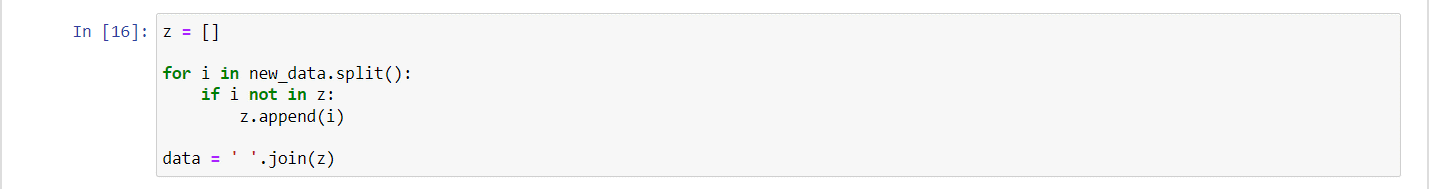 In [16]: z = []
for i in new_data.split():
    if i not in z:
        z.append(i)
data = ' '.join(z)